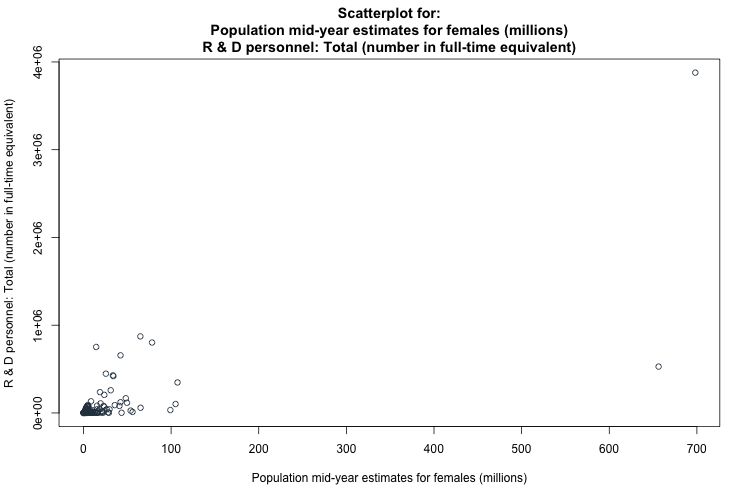 Scatterplot for:
Population mid-year estimates for females (millions)
R & D personnel: Total (number in full-time equivalent)
R & D personnel: Total (number in full-time equivalent)
4e+06
3e+06
2e+06
1e+06
0e+00
0 100 200 300 400 500 600 700
Population mid-year estimates for females (millions)